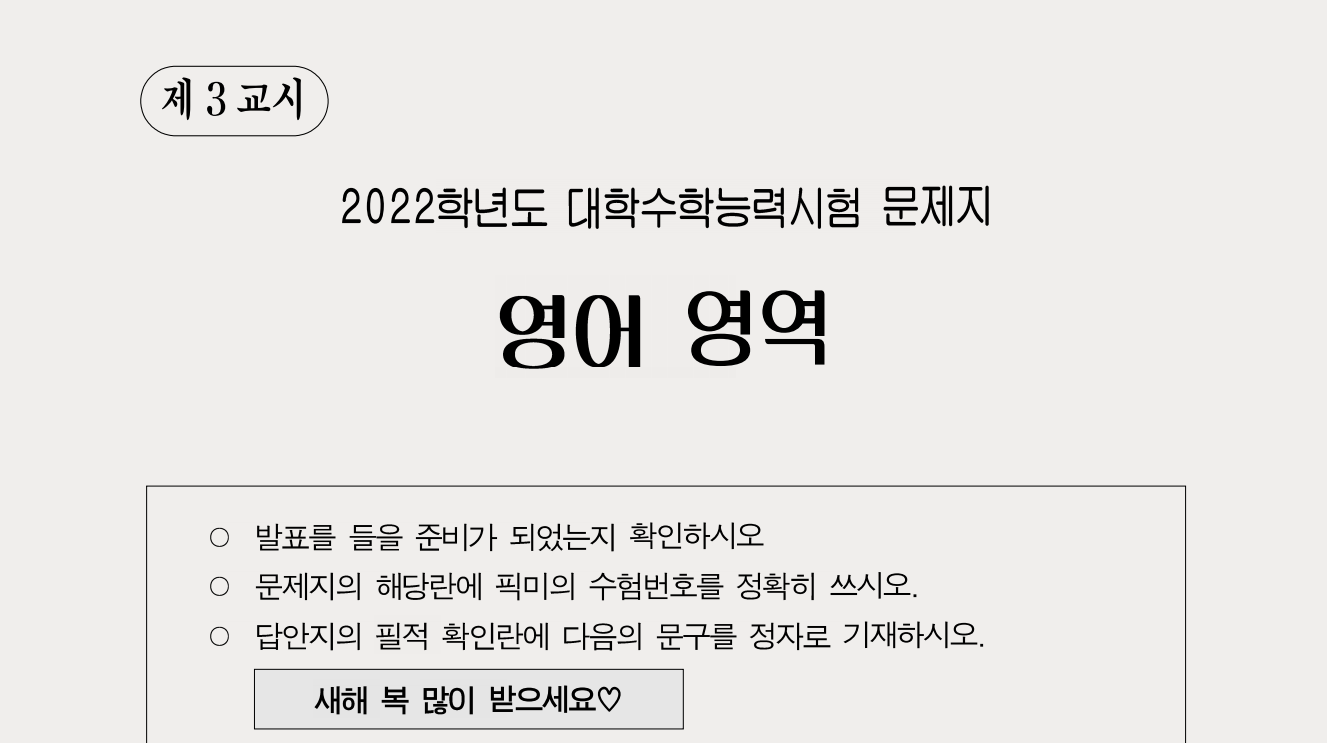 제 3 교시
2022학년도 대학수학능력시험 문제지
영어 영역
○ 발표를 들을 준비가 되었는지 확인하시오
○ 문제지의 해당란에 픽미의 수험번호를 정확히 쓰시오.
○ 답안지의 필적 확인란에 다음의 문구를 정자로 기재하시오.
새해 복 많이 받으세요♡